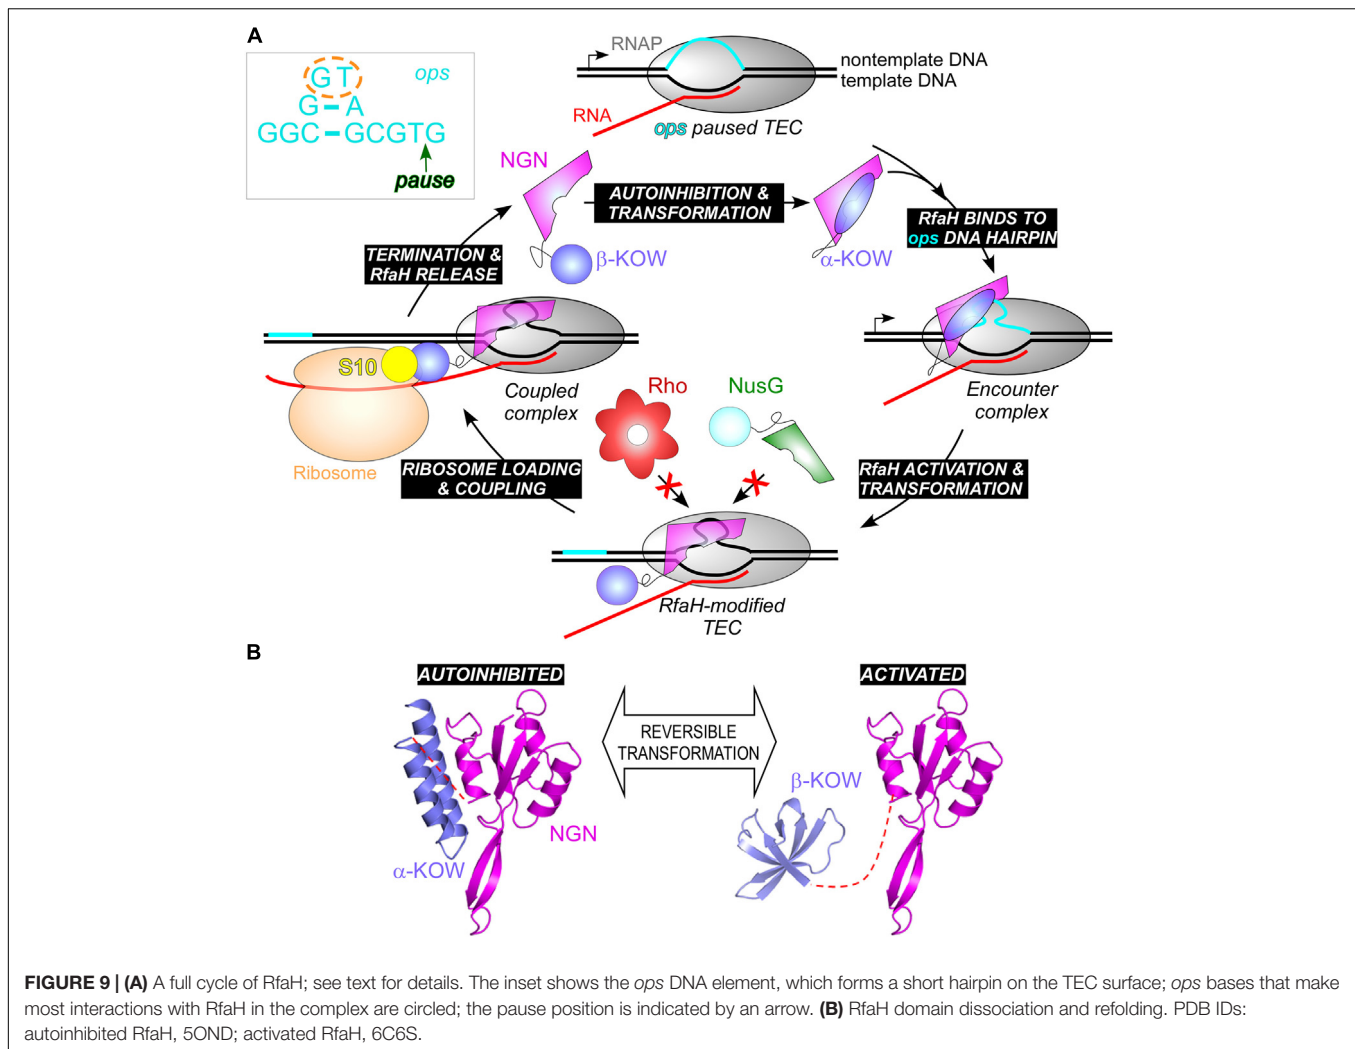 A
GT
ops
G – A
GGC – GCGTG
pause
RNAP
nontemplate DNA
template DNA
RNA
ops paused TEC
NGN
AUTOINHIBITION &
TRANSFORMATION
RfaH BINDS TO
ops DNA HAIRPIN
TERMINATION &
RfaH RELEASE
β-KOW
α-KOW
S10
Coupled
complex
Rho
NusG
Encounter
complex
Ribosome
RIBOSOME LOADING
& COUPLING
RfaH ACTIVATION &
TRANSFORMATION
RfaH-modified
TEC
B
AUTOINHIBITED
ACTIVATED
REVERSIBLE
TRANSFORMATION
β-KOW
NGN
α-KOW
FIGURE 9 | (A) A full cycle of RfaH; see text for details. The inset shows the ops DNA element, which forms a short hairpin on the TEC surface; ops bases that make
most interactions with RfaH in the complex are circled; the pause position is indicated by an arrow. (B) RfaH domain dissociation and refolding. PDB IDs:
autoinhibited RfaH, 5OND; activated RfaH, 6C6S.